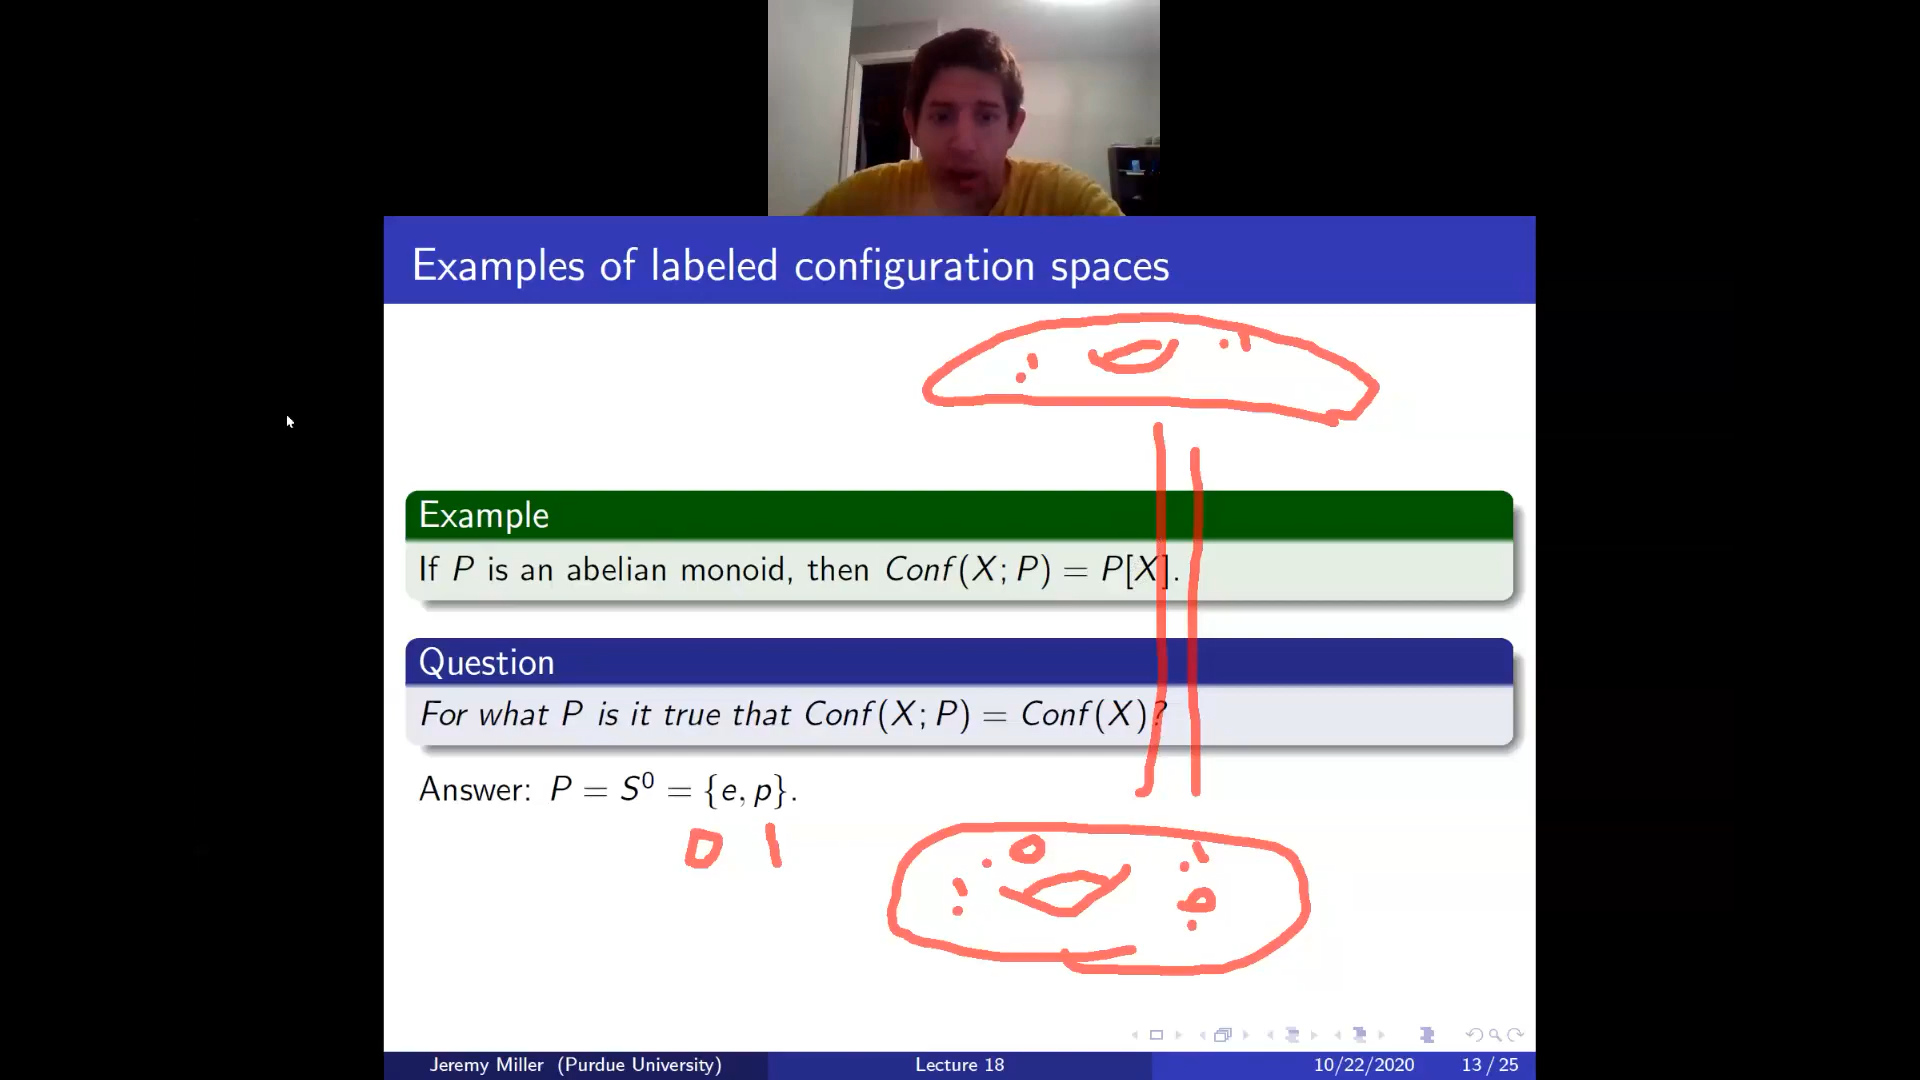 Examples of labeled configuration spaces
Example
If P is an abelian monoid, then Conf(X; P) = P[X].
Question
For what P is it true that Conf(X; P) = Conf(X)?
Answer: P = S⁰ = {e, p}.
0 1
Jeremy Miller (Purdue University) Lecture 18 10/22/2020 13 / 25